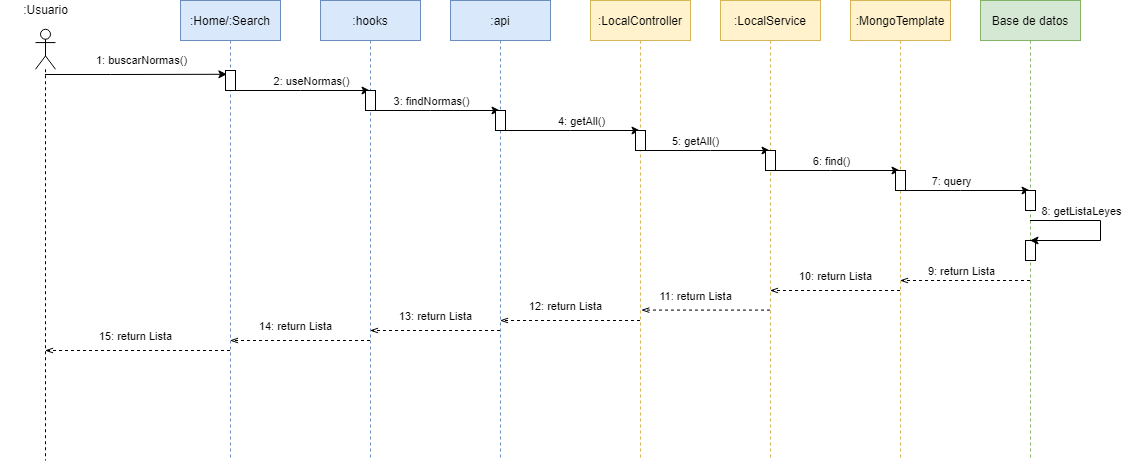 :Usuario
:Home/:Search
:hooks
:api
:LocalController
:LocalService
:MongoTemplate
Base de datos
1: buscarNormas()
2: useNormas()
3: findNormas()
4: getAll()
5: getAll()
6: find()
7: query
8: getListaLeyes
9: return Lista
10: return Lista
11: return Lista
12: return Lista
13: return Lista
14: return Lista
15: return Lista